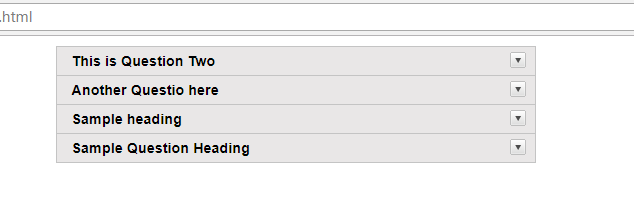 .html
This is Question Two
Another Questio here
Sample heading
Sample Question Heading